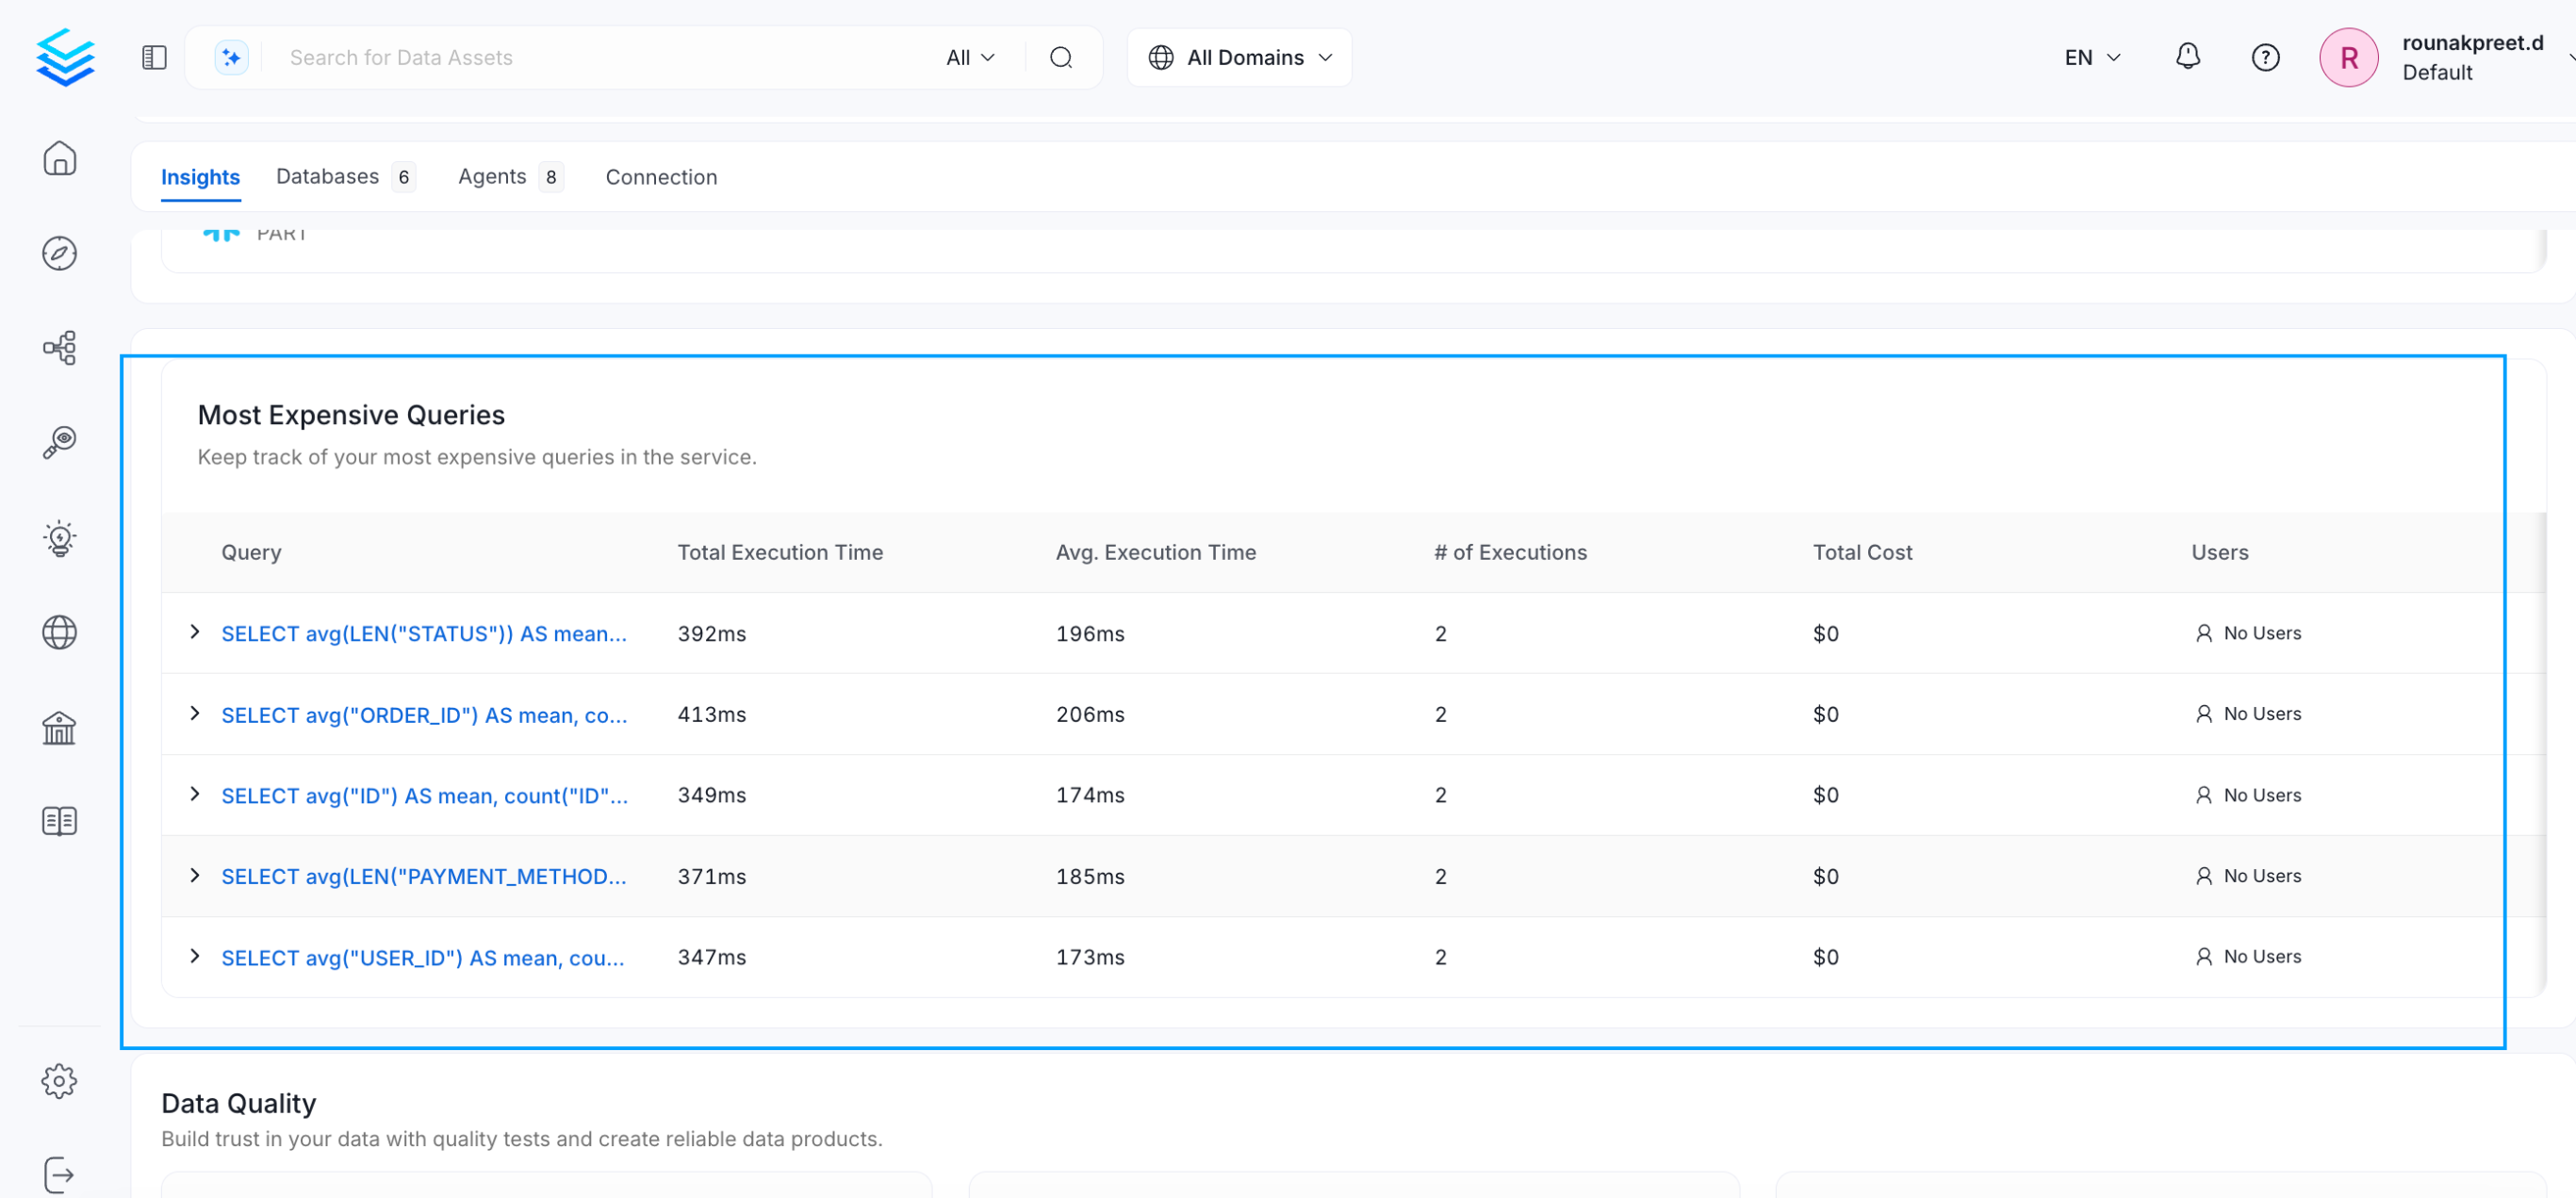 Search for Data Assets
All
All Domains
EN
R
rounakpreet.d
Default
Insights
Databases 6
Agents 8
Connection
PART
Most Expensive Queries
Keep track of your most expensive queries in the service.
Query Total Execution Time Avg. Execution Time # of Executions Total Cost Users
SELECT avg(LEN("STATUS")) AS mean... 392ms 196ms 2 $0 No Users
SELECT avg("ORDER_ID") AS mean, co... 413ms 206ms 2 $0 No Users
SELECT avg("ID") AS mean, count("ID"... 349ms 174ms 2 $0 No Users
SELECT avg(LEN("PAYMENT_METHOD... 371ms 185ms 2 $0 No Users
SELECT avg("USER_ID") AS mean, cou... 347ms 173ms 2 $0 No Users
Data Quality
Build trust in your data with quality tests and create reliable data products.